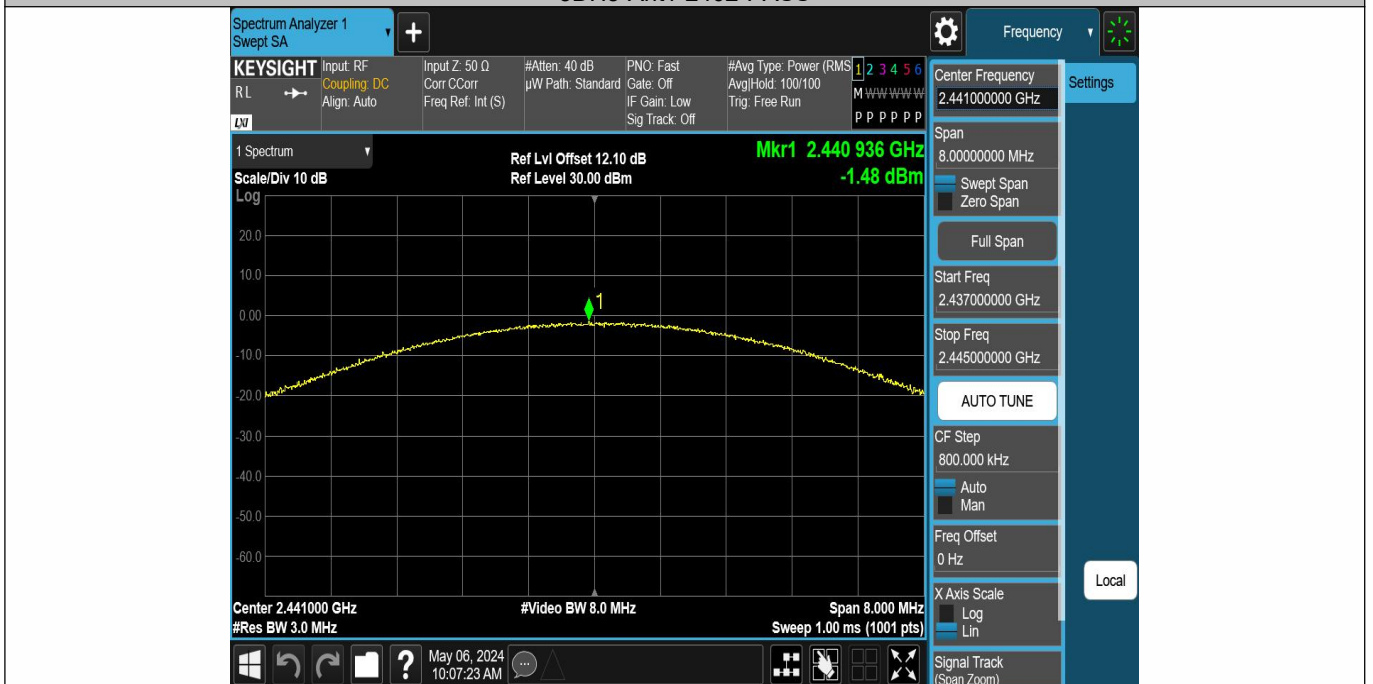 Spectrum Analyzer 1
Swept SA
Frequency
KEYSIGHT
RL
LXI
Input: RF
Coupling: DC
Align: Auto
Input Z: 50 Ω
Corr CCorr
Freq Ref: Int (S)
#Atten: 40 dB
µW Path: Standard
PNO: Fast
Gate: Off
IF Gain: Low
Sig Track: Off
#Avg Type: Power (RMS
Avg|Hold: 100/100
Trig: Free Run
1 2 3 4 5 6
M W W W W W
P P P P P P
1 Spectrum
Scale/Div 10 dB
Ref Lvl Offset 12.10 dB
Ref Level 30.00 dBm
Mkr1 2.440 936 GHz
-1.48 dBm
Log
20.0
10.0
0.00
-10.0
-20.0
-30.0
-40.0
-50.0
-60.0
1
Center 2.441000 GHz
#Res BW 3.0 MHz
#Video BW 8.0 MHz
Span 8.000 MHz
Sweep 1.00 ms (1001 pts)
May 06, 2024
10:07:23 AM
Center Frequency
2.441000000 GHz
Settings
Span
8.00000000 MHz
Swept Span
Zero Span
Full Span
Start Freq
2.437000000 GHz
Stop Freq
2.445000000 GHz
AUTO TUNE
CF Step
800.000 kHz
Auto
Man
Freq Offset
0 Hz
X Axis Scale
Log
Lin
Local
Signal Track
(Span Zoom)